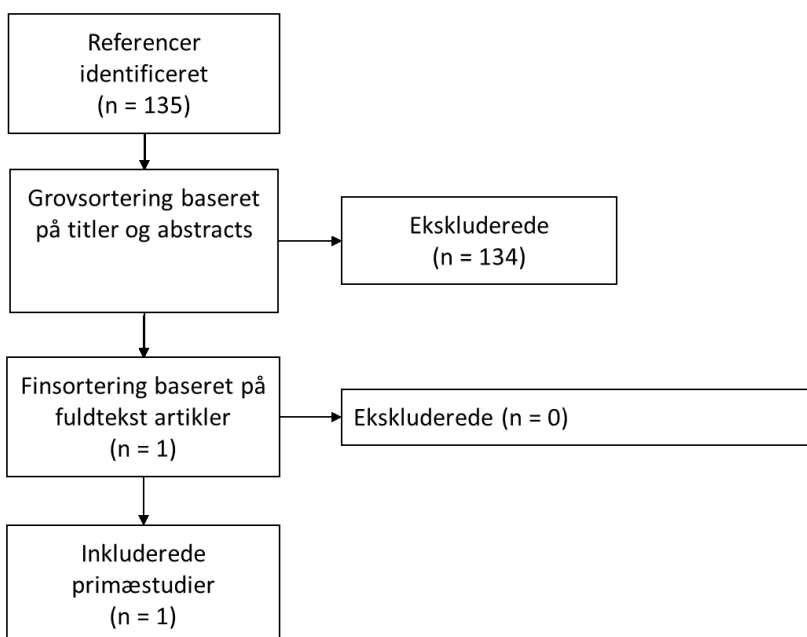 Referencer
identificeret
(n = 135)
Grovsortering baseret
på titler og abstracts
Ekskluderede
(n = 134)
Finsortering baseret på
fuldtekst artikler
(n = 1)
Ekskluderede (n = 0)
Inkluderede
primæstudier
(n = 1)